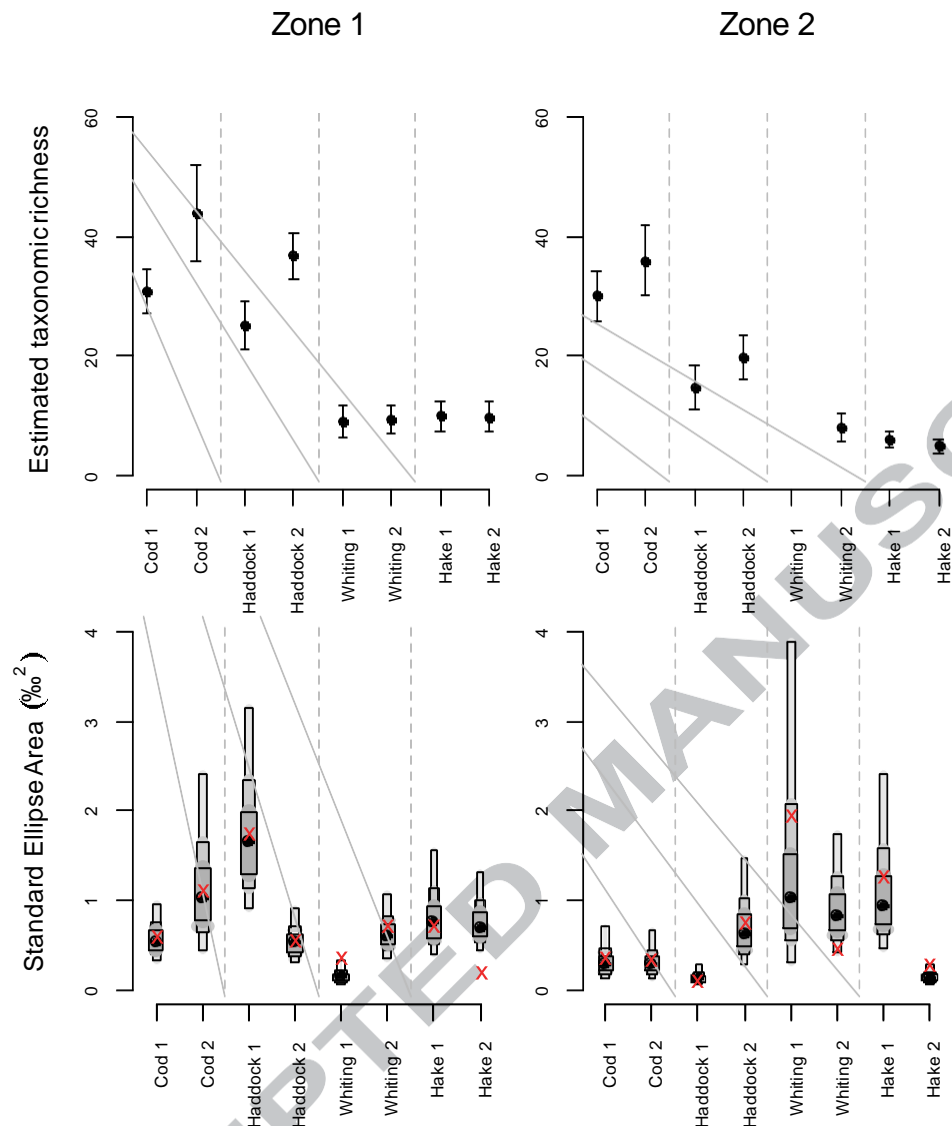 Zone 1
Zone 2
Estimated taxonomic richness
0
20
40
60
Cod 1
Cod 2
Haddock 1
Haddock 2
Whiting 1
Whiting 2
Hake 1
Hake 2
0
20
40
60
Cod 1
Cod 2
Haddock 1
Haddock 2
Whiting 1
Whiting 2
Hake 1
Hake 2
Standard Ellipse Area (‰²)
0
1
2
3
4
Cod 1
Cod 2
Haddock 1
Haddock 2
Whiting 1
Whiting 2
Hake 1
Hake 2
0
1
2
3
4
Cod 1
Cod 2
Haddock 1
Haddock 2
Whiting 1
Whiting 2
Hake 1
Hake 2
PTED MANUSC